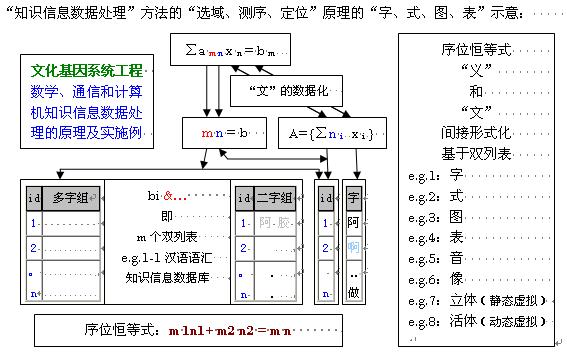 “知识信息数据处理”方法的“选域、测序、定位”原理的“字、式、图、表”示意：
文化基因系统工程
数学、通信和计算
机知识信息数据处
理的原理及实施例
∑a m n x n = b m
“文”的数据化
m n = b
A={∑n i x i}
id 多字组
1
2
n
bi &...
即
m 个双列表
e.g.1-1 汉语语汇
知识信息数据库
id 二字组
1 阿 胶
2
n
id 字
1 阿
2 啊
n 做
序位恒等式：m1n1+m2n2=mn
序位恒等式
“义”
和
“文”
间接形式化
基于双列表
e.g.1：字
e.g.2：式
e.g.3：图
e.g.4：表
e.g.5：音
e.g.6：像
e.g.7：立体（静态虚拟）
e.g.8：活体（动态虚拟）